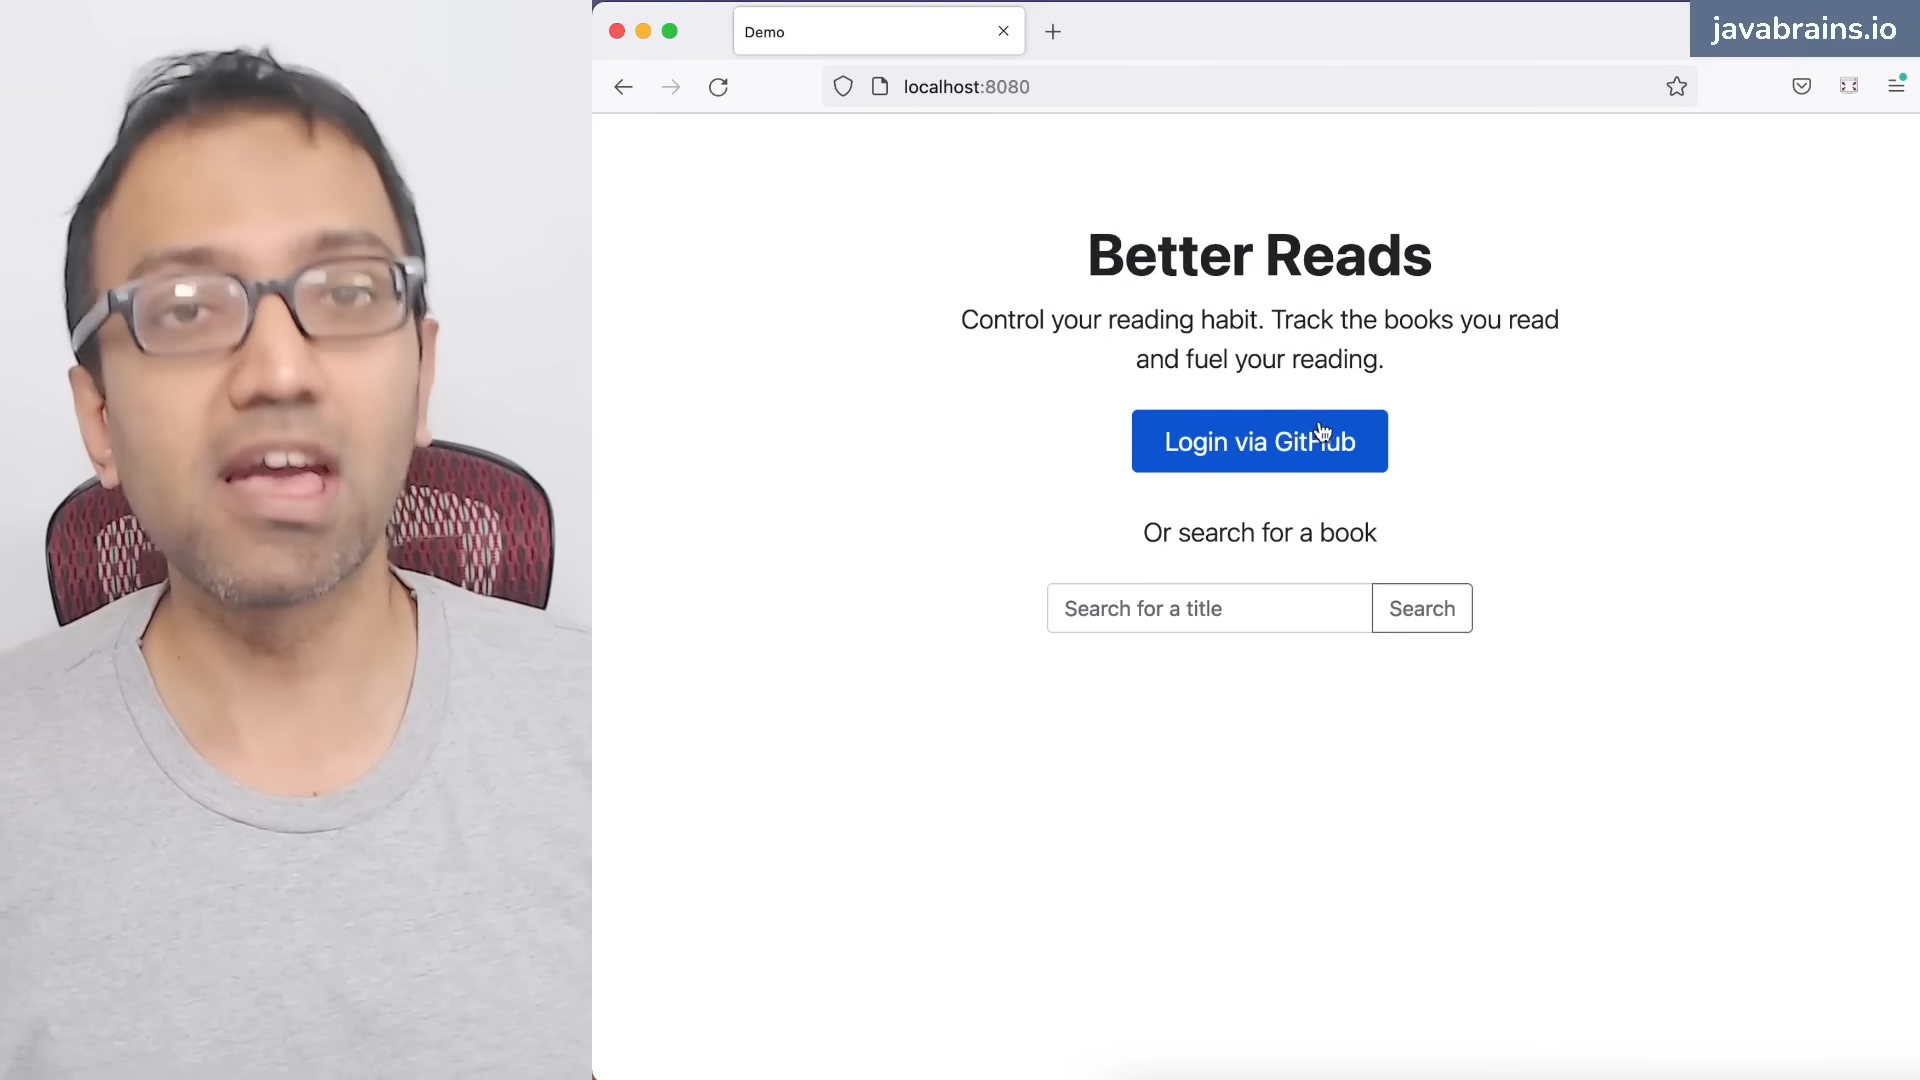 Demo
javabrains.io
localhost:8080
Better Reads
Control your reading habit. Track the books you read
and fuel your reading.
Login via GitHub
Or search for a book
Search for a title
Search